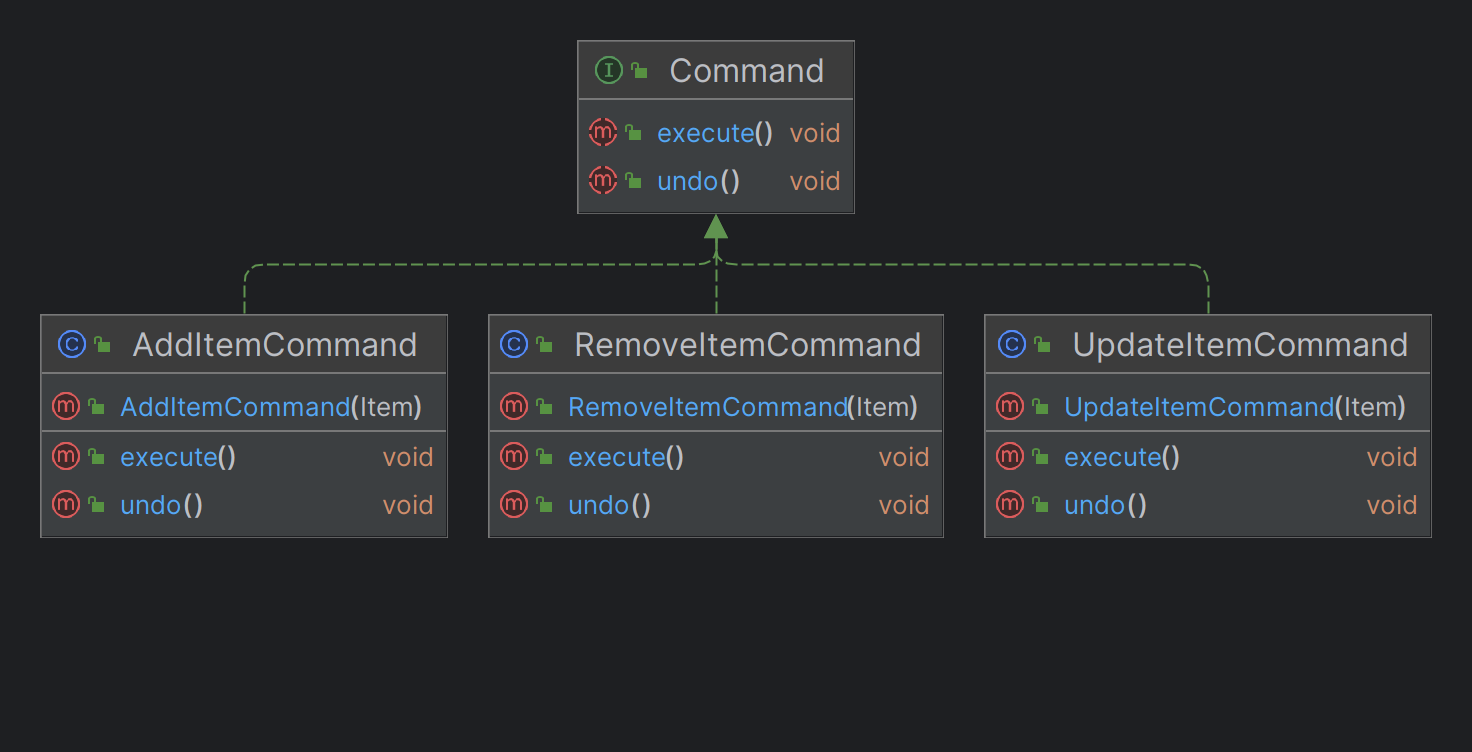 I Command
m execute() void
m undo() void
C AddItemCommand
m AddItemCommand(Item)
m execute() void
m undo() void
C RemoveItemCommand
m RemoveItemCommand(Item)
m execute() void
m undo() void
C UpdateItemCommand
m UpdateItemCommand(Item)
m execute() void
m undo() void